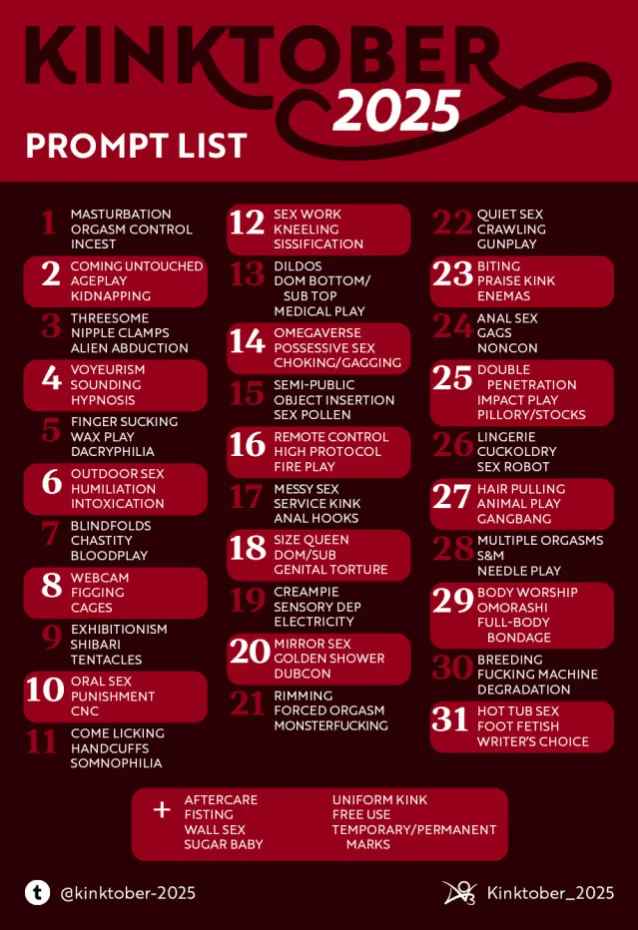 KINKTOBER
2025
PROMPT LIST
1 MASTURBATION
ORGASM CONTROL
INCEST
2 COMING UNTOUCHED
AGEPLAY
KIDNAPPING
3 THREESOME
NIPPLE CLAMPS
ALIEN ABDUCTION
4 VOYEURISM
SOUNDING
HYPNOSIS
5 FINGER SUCKING
WAX PLAY
DACRYPHILIA
6 OUTDOOR SEX
HUMILIATION
INTOXICATION
7 BLINDFOLDS
CHASTITY
BLOODPLAY
8 WEBCAM
FIGGING
CAGES
9 EXHIBITIONISM
SHIBARI
TENTACLES
10 ORAL SEX
PUNISHMENT
CNC
11 COME LICKING
HANDCUFFS
SOMNOPHILIA
12 SEX WORK
KNEELING
SISSIFICATION
13 DILDOS
DOM BOTTOM/
SUB TOP
MEDICAL PLAY
14 OMEGAVERSE
POSSESSIVE SEX
CHOKING/GAGGING
15 SEMI-PUBLIC
OBJECT INSERTION
SEX POLLEN
16 REMOTE CONTROL
HIGH PROTOCOL
FIRE PLAY
17 MESSY SEX
SERVICE KINK
ANAL HOOKS
18 SIZE QUEEN
DOM/SUB
GENITAL TORTURE
19 CREAMPIE
SENSORY DEP
ELECTRICITY
20 MIRROR SEX
GOLDEN SHOWER
DUBCON
21 RIMMING
FORCED ORGASM
MONSTERFUCKING
22 QUIET SEX
CRAWLING
GUNPLAY
23 BITING
PRAISE KINK
ENEMAS
24 ANAL SEX
GAGS
NONCON
25 DOUBLE
PENETRATION
IMPACT PLAY
PILLORY/STOCKS
26 LINGERIE
CUCKOLDRY
SEX ROBOT
27 HAIR PULLING
ANIMAL PLAY
GANGBANG
28 MULTIPLE ORGASMS
S&M
NEEDLE PLAY
29 BODY WORSHIP
OMORASHI
FULL-BODY
BONDAGE
30 BREEDING
FUCKING MACHINE
DEGRADATION
31 HOT TUB SEX
FOOT FETISH
WRITER'S CHOICE
+ AFTERCARE
FISTING
WALL SEX
SUGAR BABY
UNIFORM KINK
FREE USE
TEMPORARY/PERMANENT
MARKS
t @kinktober-2025
Kinktober_2025